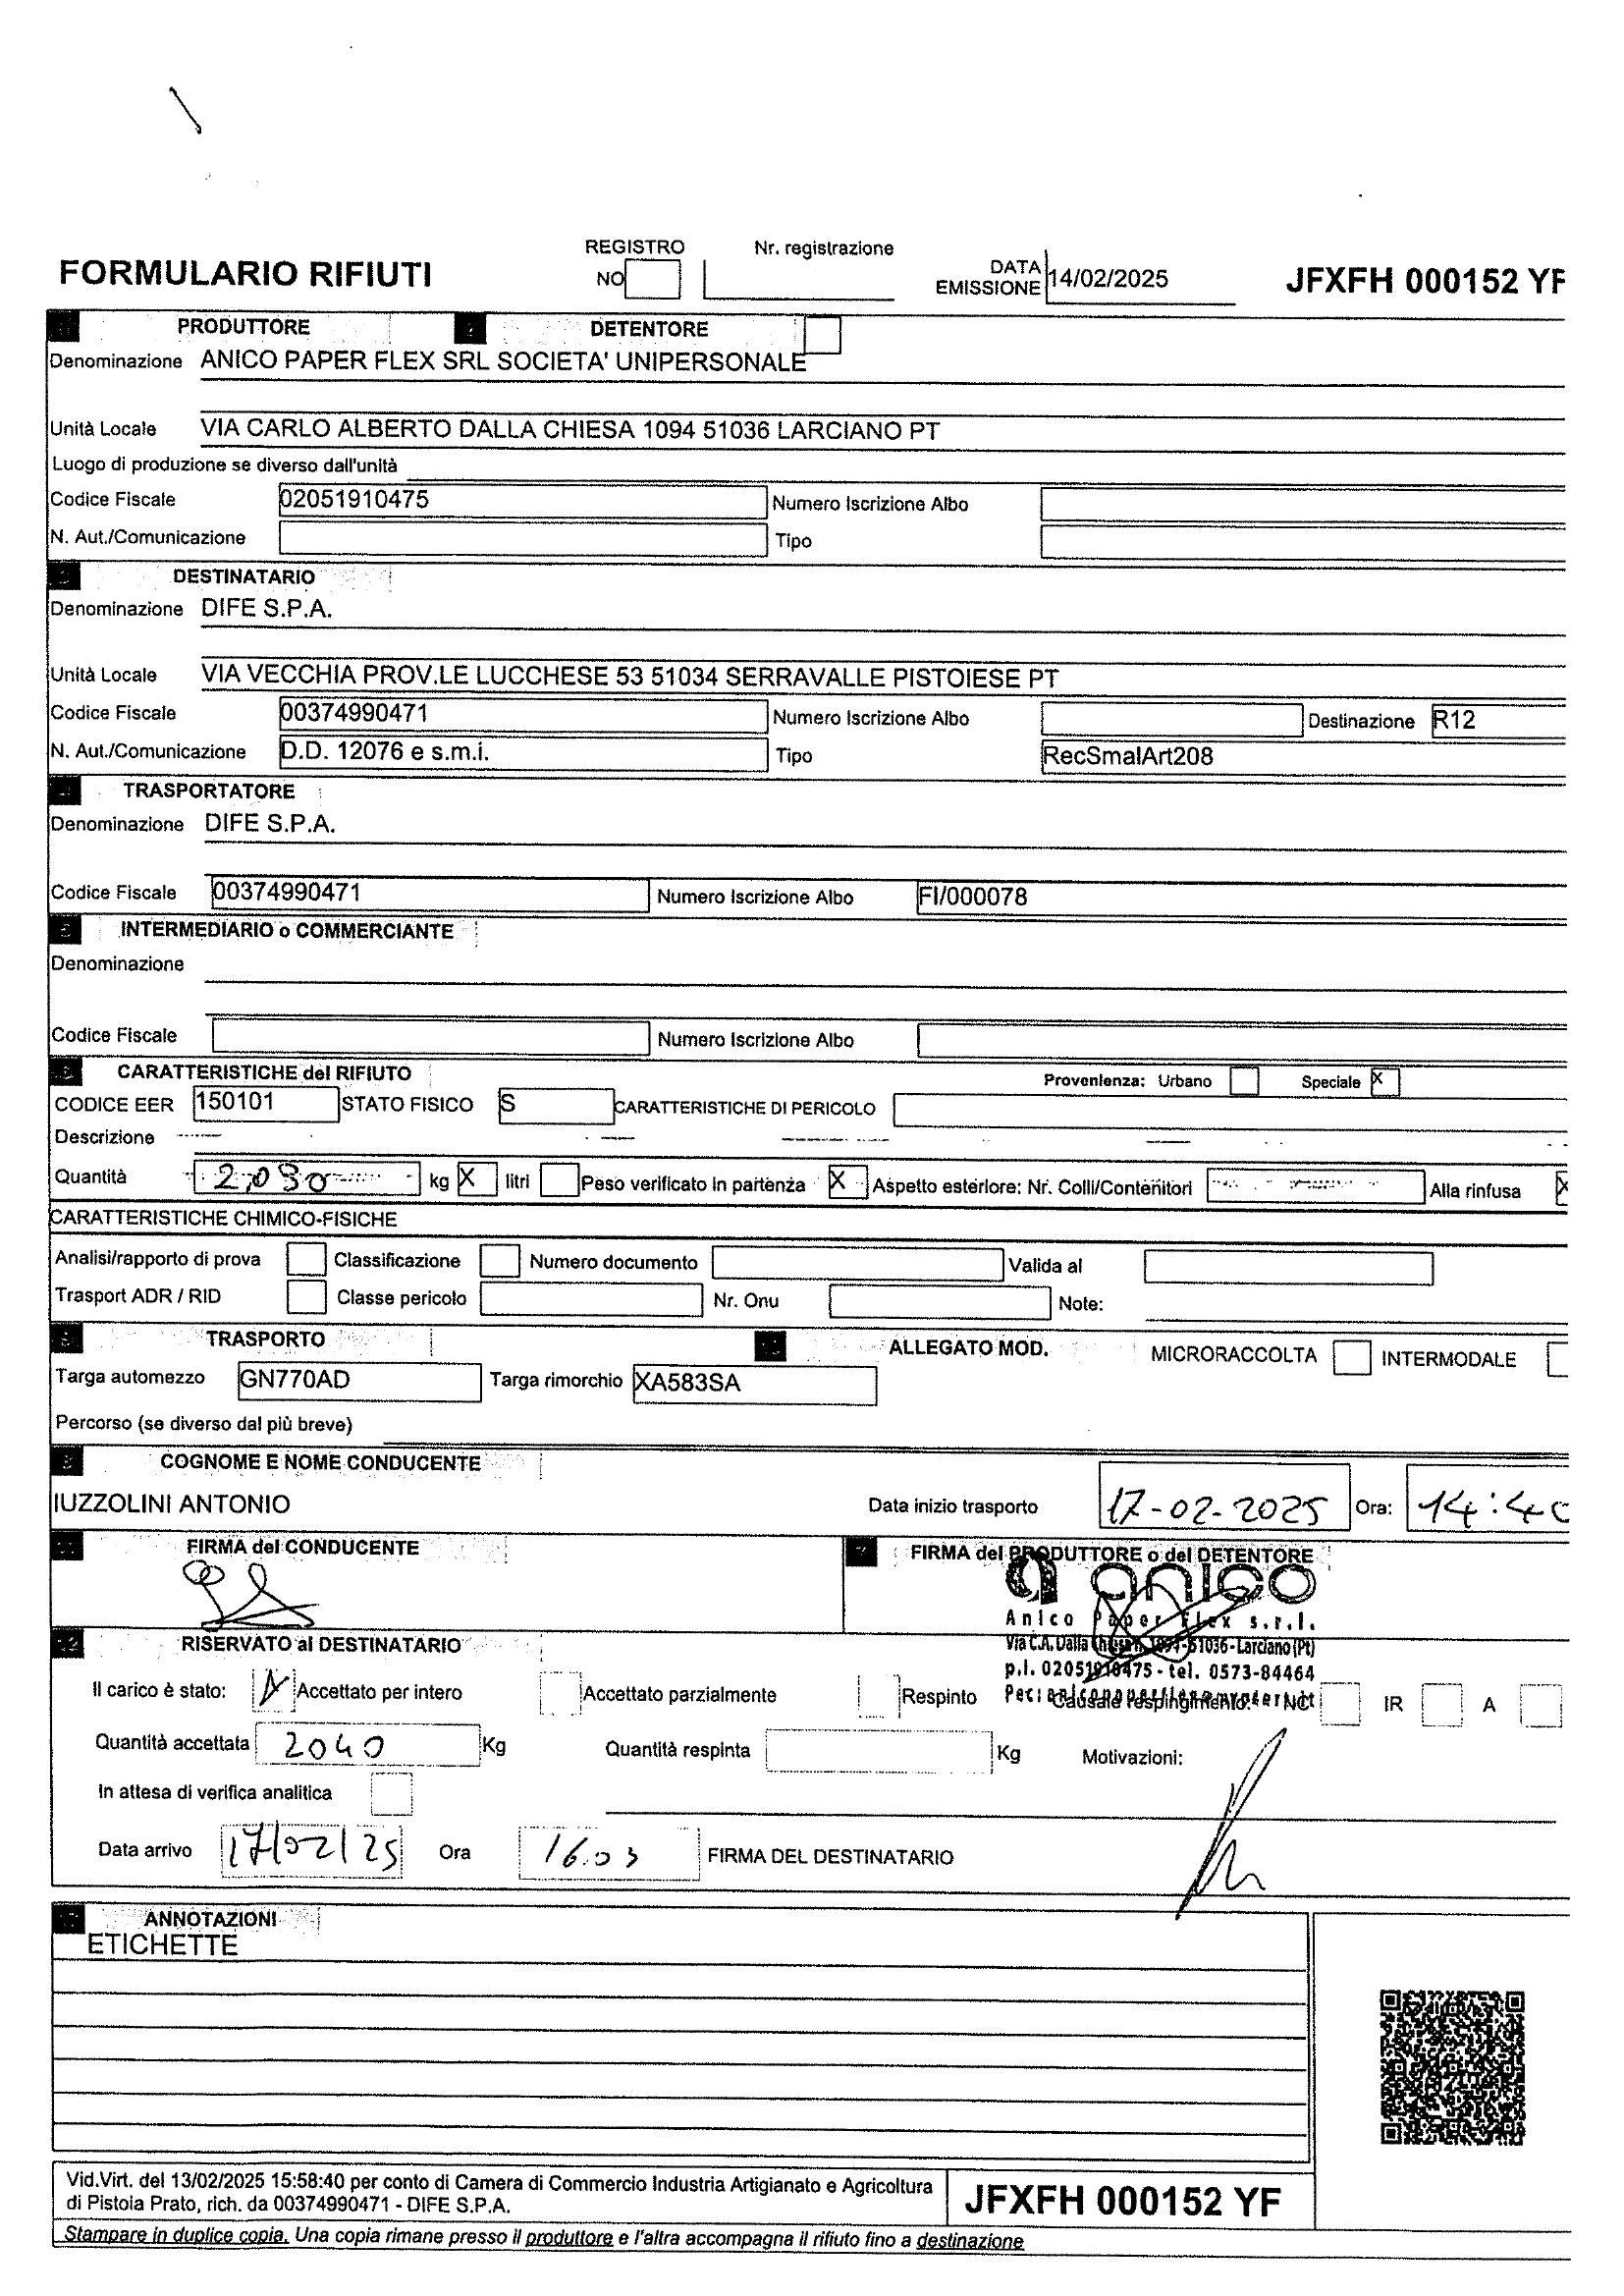 REGISTRO Nr. registrazione
FORMULARIO RIFIUTI NO DATA EMISSIONE 14/02/2025 JFXFH 000152 YF
PRODUTTORE DETENTORE
Denominazione ANICO PAPER FLEX SRL SOCIETA' UNIPERSONALE
Unità Locale VIA CARLO ALBERTO DALLA CHIESA 1094 51036 LARCIANO PT
Luogo di produzione se diverso dall'unità
Codice Fiscale 02051910475 Numero Iscrizione Albo
N. Aut./Comunicazione Tipo
DESTINATARIO
Denominazione DIFE S.P.A.
Unità Locale VIA VECCHIA PROV.LE LUCCHESE 53 51034 SERRAVALLE PISTOIESE PT
Codice Fiscale 00374990471 Numero Iscrizione Albo Destinazione R12
N. Aut./Comunicazione D.D. 12076 e s.m.i. Tipo RecSmalArt208
TRASPORTATORE
Denominazione DIFE S.P.A.
Codice Fiscale 00374990471 Numero Iscrizione Albo FI/000078
INTERMEDIARIO o COMMERCIANTE
Denominazione
Codice Fiscale Numero Iscrizione Albo
CARATTERISTICHE del RIFIUTO Provenienza: Urbano Speciale X
CODICE EER 150101 STATO FISICO S CARATTERISTICHE DI PERICOLO
Descrizione
Quantità kg X litri Peso verificato in partenza X Aspetto esteriore: Nr. Colli/Contenitori Alla rinfusa X
CARATTERISTICHE CHIMICO-FISICHE
Analisi/rapporto di prova Classificazione Numero documento Valida al
Trasport ADR / RID Classe pericolo Nr. Onu Note:
TRASPORTO ALLEGATO MOD. MICRORACCOLTA INTERMODALE
Targa automezzo GN770AD Targa rimorchio XA583SA
Percorso (se diverso dal più breve)
COGNOME E NOME CONDUCENTE
IUZZOLINI ANTONIO Data inizio trasporto 17-02-2025 Ora: 14:40
FIRMA del CONDUCENTE FIRMA del PRODUTTORE o del DETENTORE
a anico
Anico Paper Flex s.r.l.
Via C.A. Dalla Chiesa n. 1094-51036-Larciano (Pt)
p.I. 02051910475 - tel. 0573-84464
RISERVATO al DESTINATARIO
Il carico è stato: Accettato per intero Accettato parzialmente Respinto Causale respingimento: NC IR A
Quantità accettata 2040 Kg Quantità respinta Kg Motivazioni:
In attesa di verifica analitica
Data arrivo 17/02/25 Ora 16.03 FIRMA DEL DESTINATARIO
ANNOTAZIONI
ETICHETTE
Vid.Virt. del 13/02/2025 15:58:40 per conto di Camera di Commercio Industria Artigianato e Agricoltura
di Pistoia Prato, rich. da 00374990471 - DIFE S.P.A.
JFXFH 000152 YF
Stampare in duplice copia. Una copia rimane presso il produttore e l'altra accompagna il rifiuto fino a destinazione